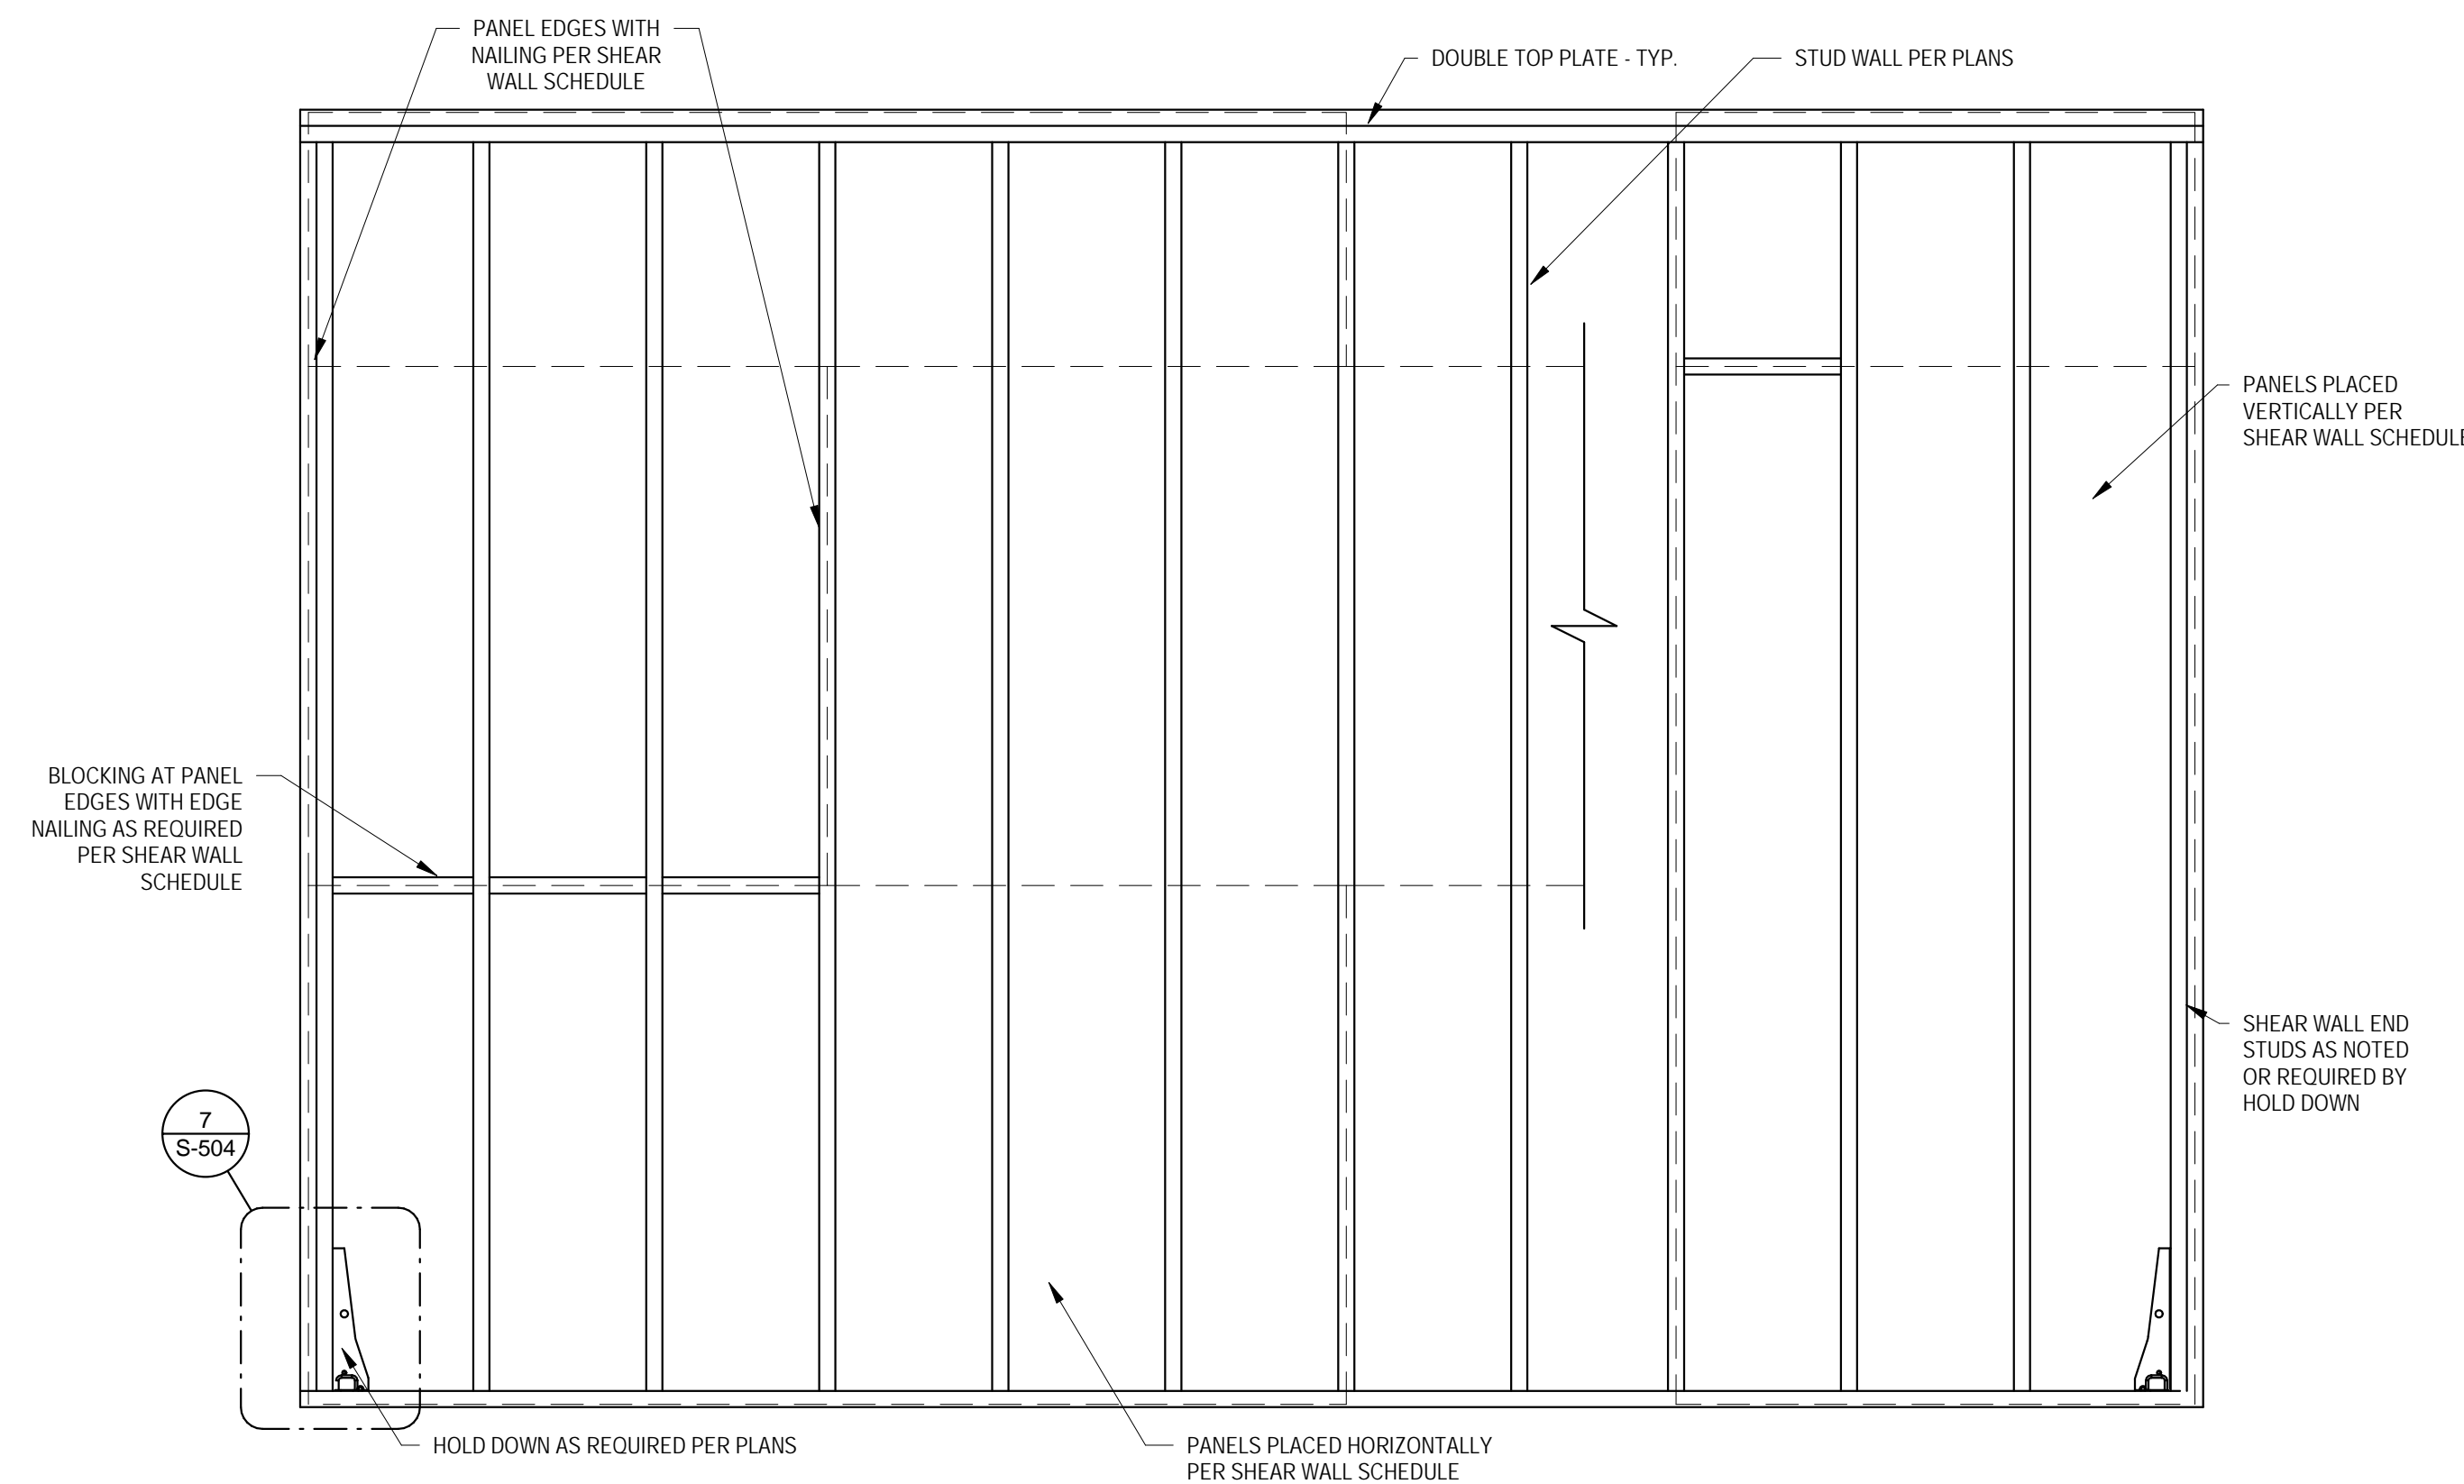 PANEL EDGES WITH
NAILING PER SHEAR
WALL SCHEDULE
DOUBLE TOP PLATE - TYP.
STUD WALL PER PLANS
PANELS PLACED
VERTICALLY PER
SHEAR WALL SCHEDULE
BLOCKING AT PANEL
EDGES WITH EDGE
NAILING AS REQUIRED
PER SHEAR WALL
SCHEDULE
SHEAR WALL END
STUDS AS NOTED
OR REQUIRED BY
HOLD DOWN
7
S-504
HOLD DOWN AS REQUIRED PER PLANS
PANELS PLACED HORIZONTALLY
PER SHEAR WALL SCHEDULE